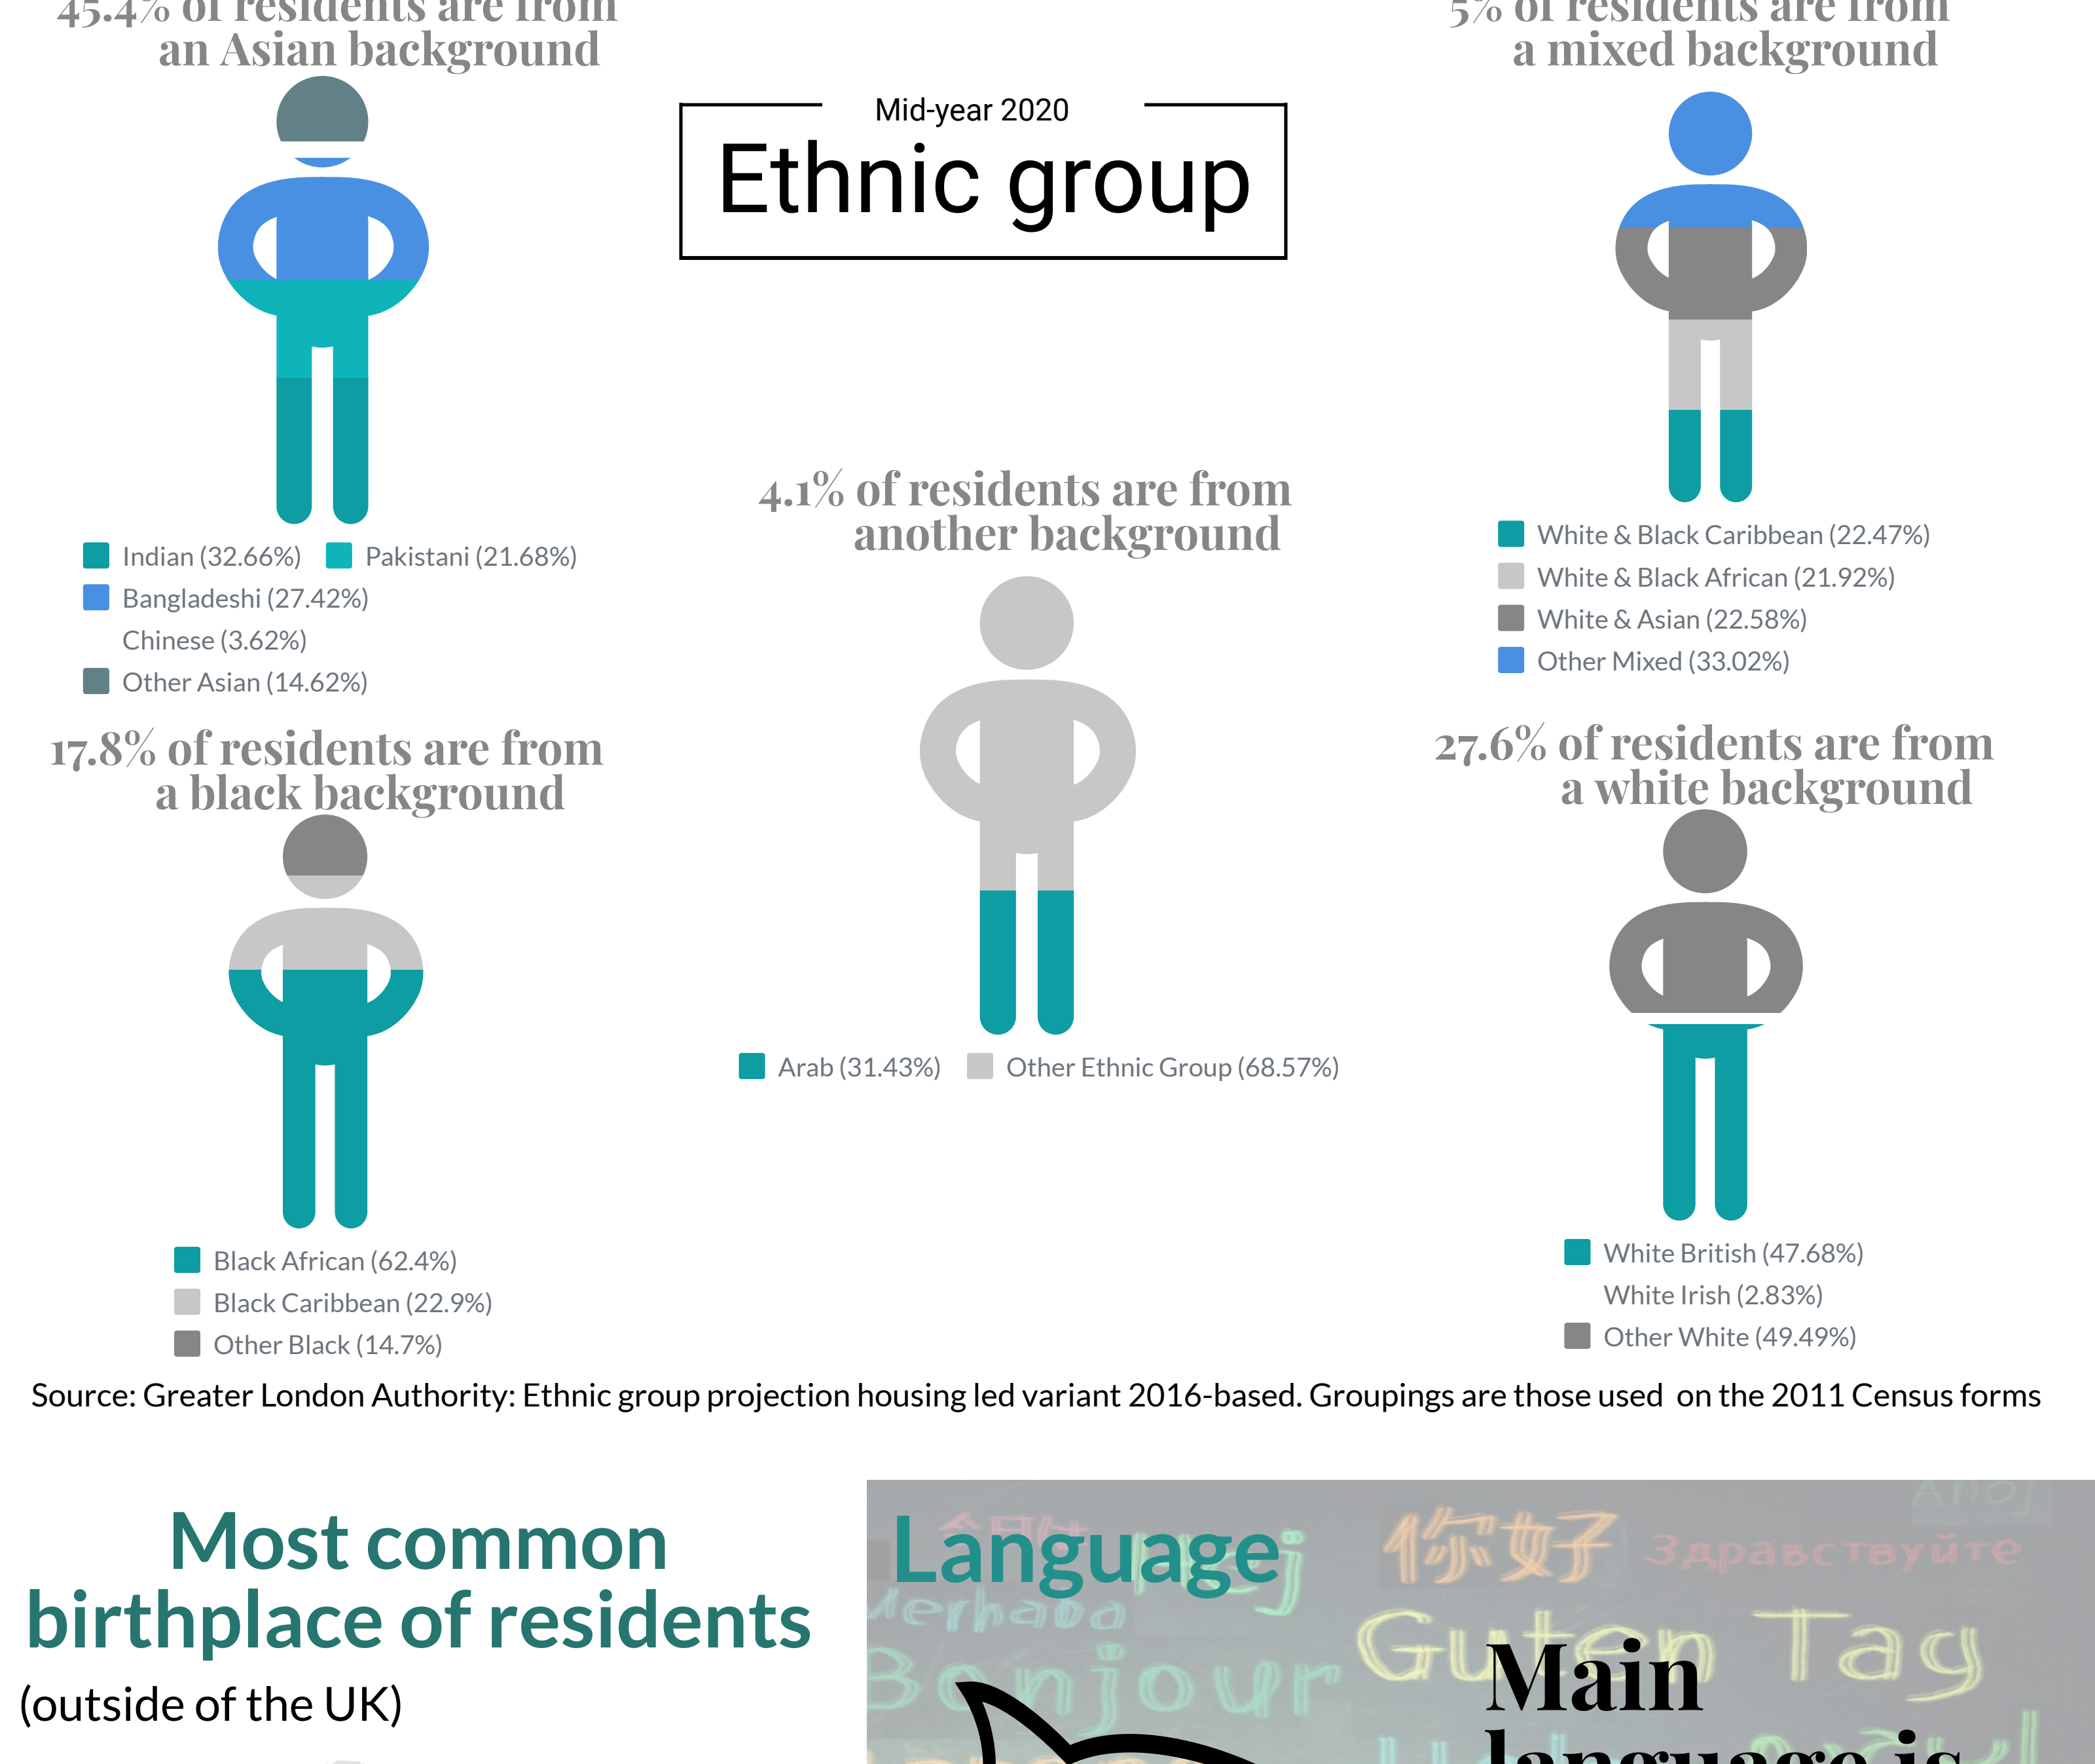 45.4% of residents are from
an Asian background
Indian (32.66%) Pakistani (21.68%)
Bangladeshi (27.42%)
Chinese (3.62%)
Other Asian (14.62%)
Mid-year 2020
Ethnic group
5% of residents are from
a mixed background
White & Black Caribbean (22.47%)
White & Black African (21.92%)
White & Asian (22.58%)
Other Mixed (33.02%)
4.1% of residents are from
another background
Arab (31.43%) Other Ethnic Group (68.57%)
17.8% of residents are from
a black background
Black African (62.4%)
Black Caribbean (22.9%)
Other Black (14.7%)
27.6% of residents are from
a white background
White British (47.68%)
White Irish (2.83%)
Other White (49.49%)
Source: Greater London Authority: Ethnic group projection housing led variant 2016-based. Groupings are those used on the 2011 Census forms
Most common
birthplace of residents
(outside of the UK)
Language
Ahoj
Hej
你好
Здравствуйте
Merhaba
Guten Tag
Bonjour
Main
language is